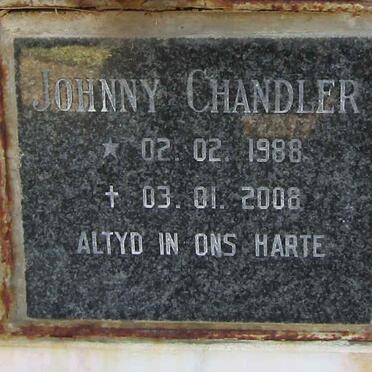 JOHNNY CHANDLER
★ 02. 02. 1988
✝ 03. 01. 2008
ALTYD IN ONS HARTE